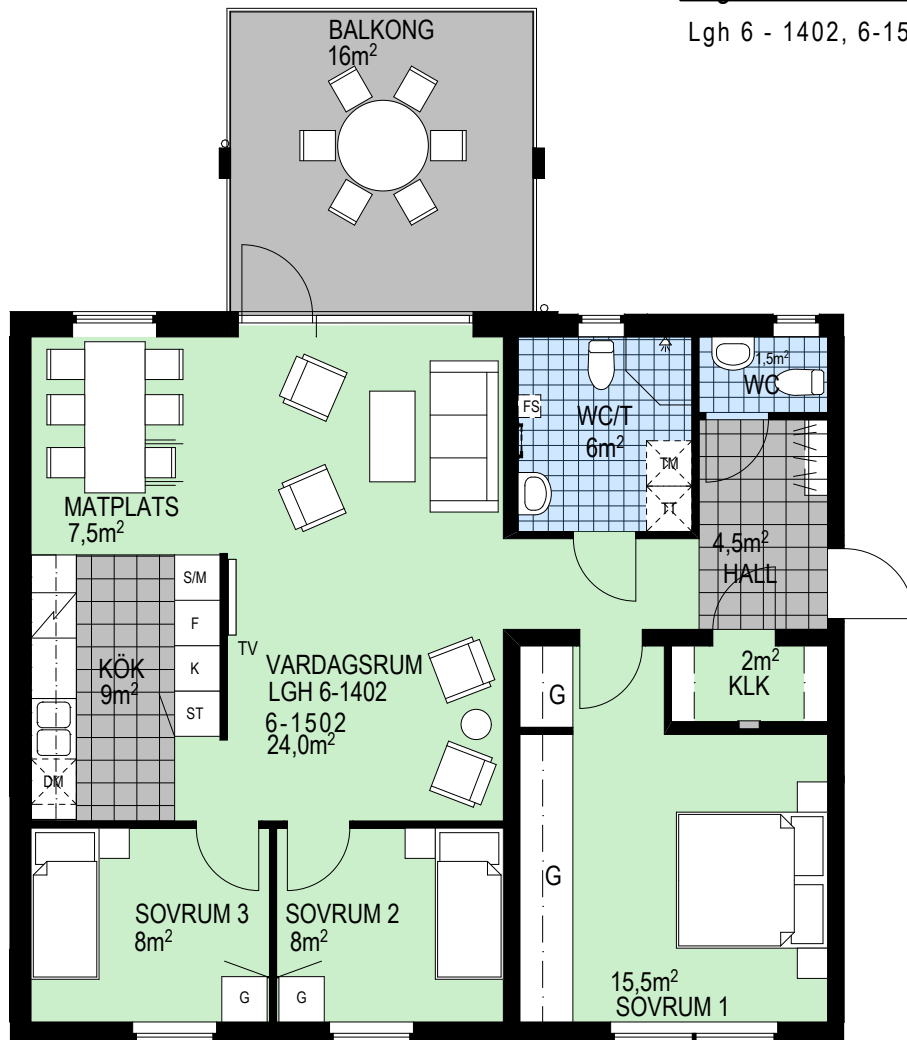 Lgh 6 - 1402, 6-15
BALKONG
16m²
1,5m²
WC
FS
WC/T
6m²
TM
TT
MATPLATS
7,5m²
4,5m²
HALL
S/M
F
K
ST
TV
KÖK
9m²
DM
VARDAGSRUM
LGH 6-1402
6-1502
24,0m²
2m²
KLK
G
G
SOVRUM 3
8m²
SOVRUM 2
8m²
G
G
15,5m²
SOVRUM 1